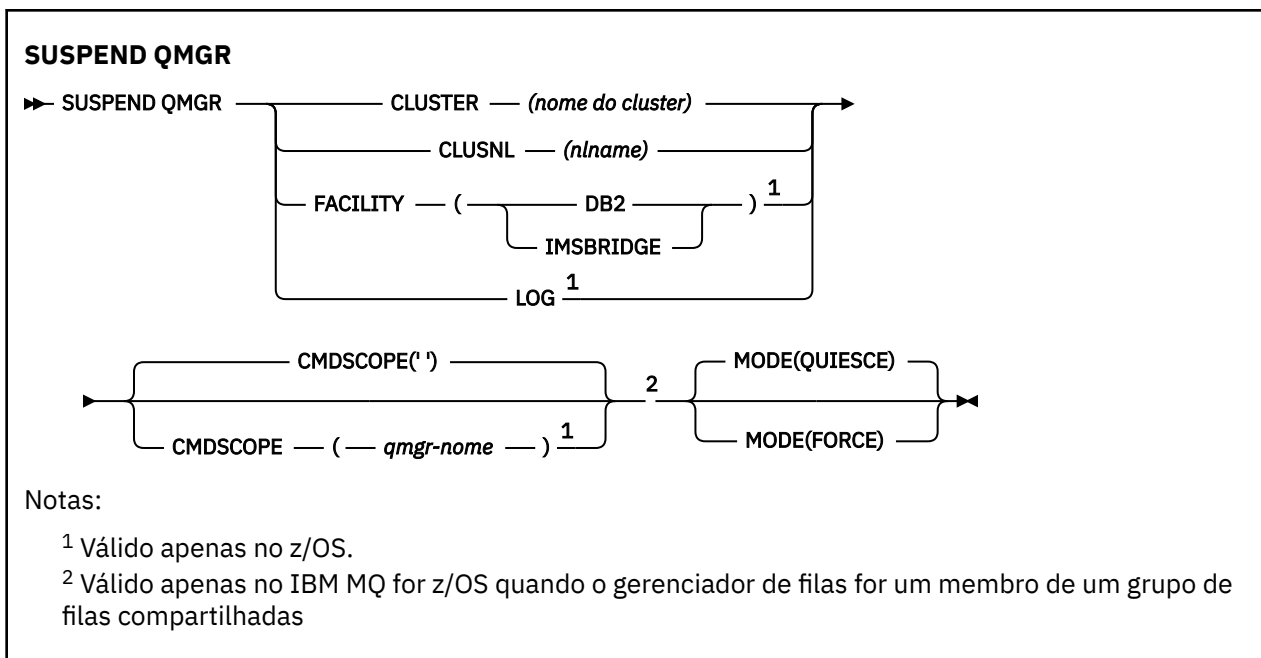 SUSPEND QMGR
SUSPEND QMGR CLUSTER (nome do cluster)
CLUSNL (nlname)
FACILITY ( DB2 ) 1
IMSBRIDGE
LOG 1
CMDSCOPE(' ') MODE(QUIESCE)
2
CMDSCOPE ( qmgr-nome ) 1 MODE(FORCE)
Notas:
1 Válido apenas no z/OS.
2 Válido apenas no IBM MQ for z/OS quando o gerenciador de filas for um membro de um grupo de
filas compartilhadas